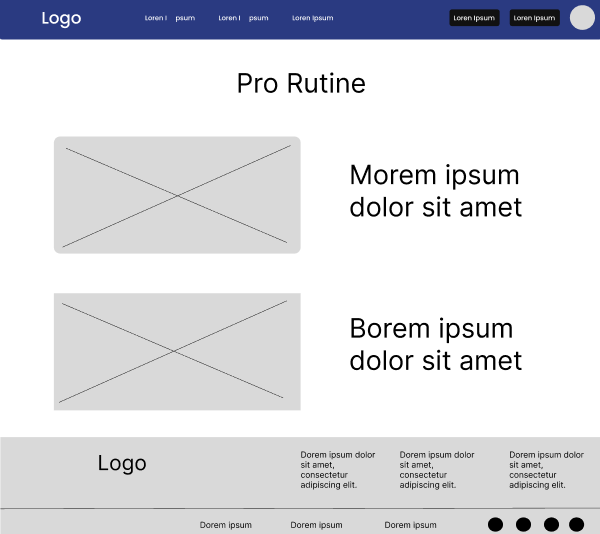 Logo
Loren I psum
Loren I psum
Loren Ipsum
Loren Ipsum
Loren Ipsum
Pro Rutine
Morem ipsum
dolor sit amet
Borem ipsum
dolor sit amet
Logo
Dorem ipsum dolor
sit amet,
consectetur
adipiscing elit.
Dorem ipsum dolor
sit amet,
consectetur
adipiscing elit.
Dorem ipsum dolor
sit amet,
consectetur
adipiscing elit.
Dorem ipsum
Dorem ipsum
Dorem ipsum